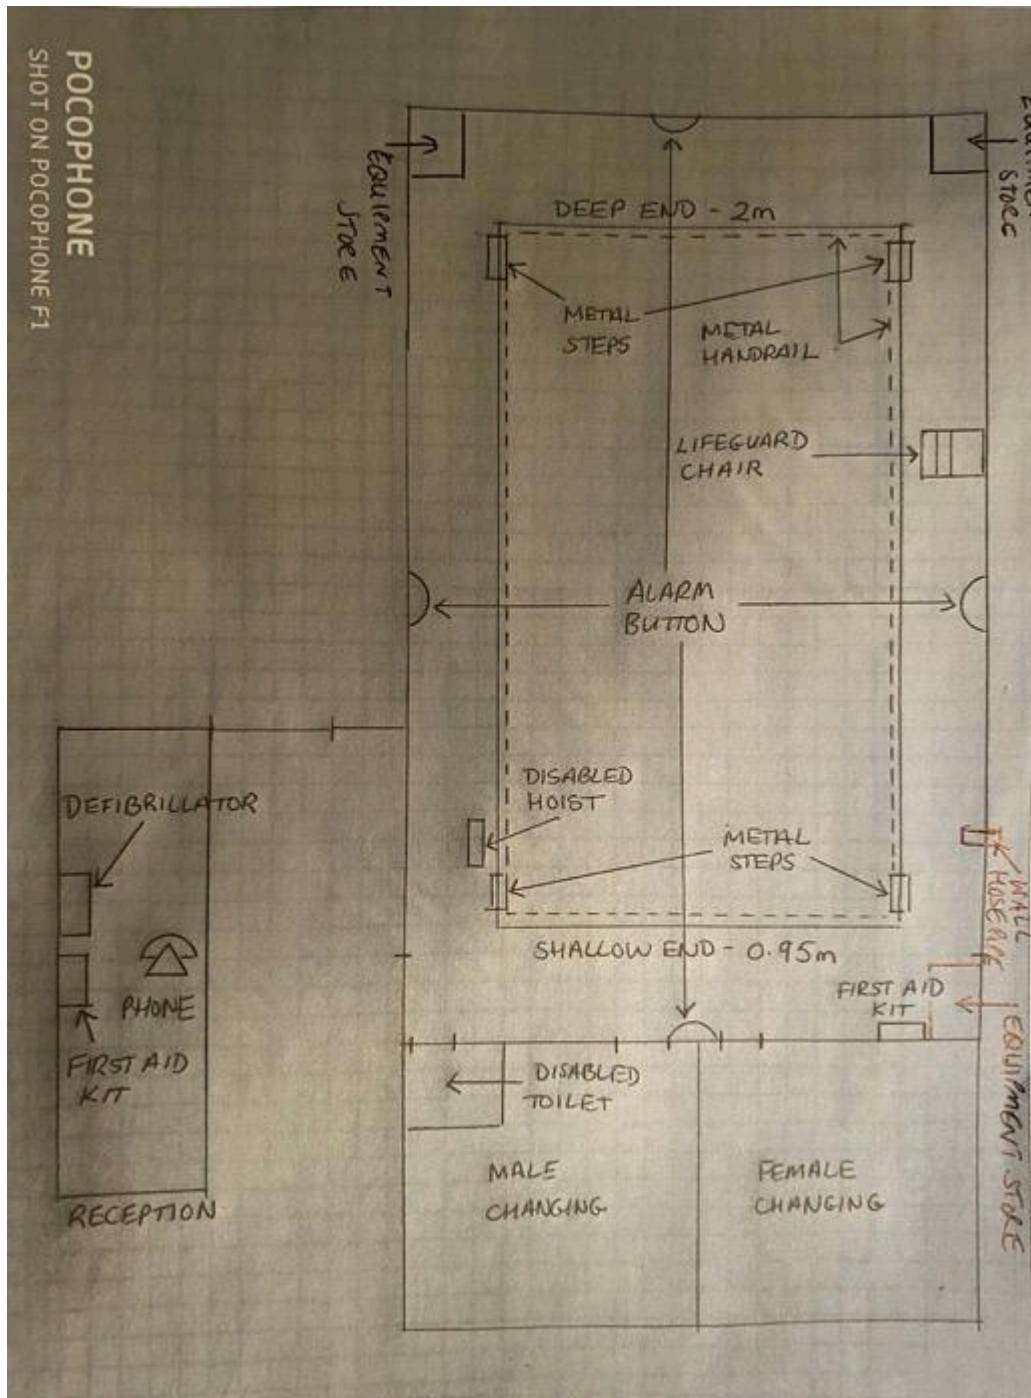 POCOPHONE
SHOT ON POCOPHONE F1
EQUIPMENT
STORE
STORE
DEEP END - 2m
METAL
STEPS
METAL
HANDRAIL
LIFEGUARD
CHAIR
ALARM
BUTTON
DISABLED
HOIST
METAL
STEPS
WALL
SHALLOW END - 0.95m
FIRST AID
KIT
EQUIPMENT STORE
DEFIBRILLATOR
PHONE
FIRST AID
KIT
RECEPTION
DISABLED
TOILET
MALE
CHANGING
FEMALE
CHANGING